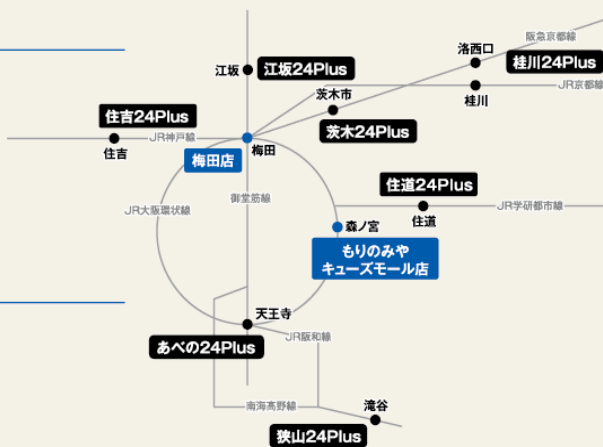 阪急京都線
洛西口
桂川24Plus
江坂
江坂24Plus
JR京都線
桂川
茨木市
茨木24Plus
住吉24Plus
JR神戸線
住吉
梅田
梅田店
住道24Plus
JR学研都市線
住道
御堂筋線
JR大阪環状線
森ノ宮
もりのみや
キューズモール店
天王寺
あべの24Plus
JR阪和線
南海高野線
滝谷
狭山24Plus